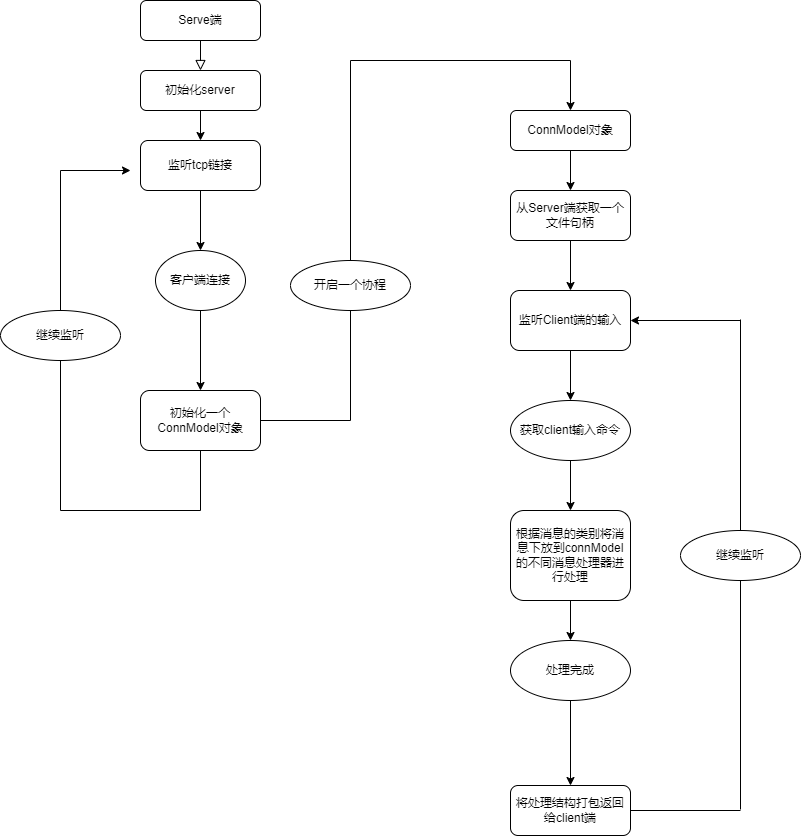 Serve端
初始化server
监听tcp链接
客户端连接
继续监听
初始化一个
ConnModel对象
开启一个协程
ConnModel对象
从Server端获取一个
文件句柄
监听Client端的输入
获取client输入命令
根据消息的类别将消
息下放到connModel
的不同消息处理器进
行处理
继续监听
处理完成
将处理结构打包返回
给client端